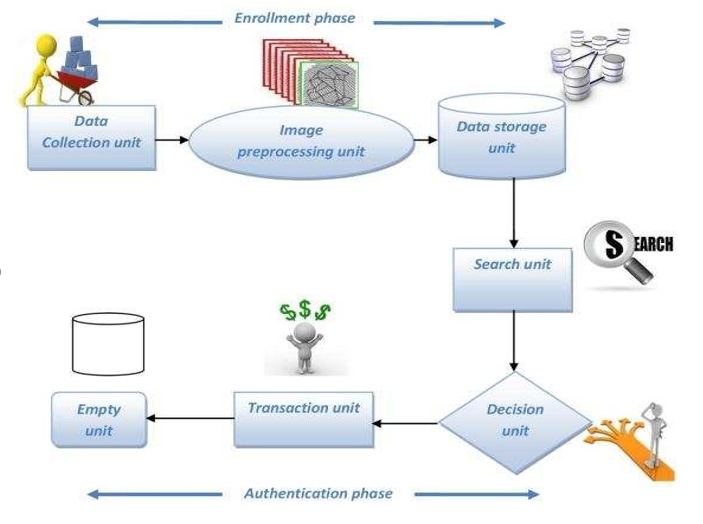 Enrollment phase
Data
Collection unit
Image
preprocessing unit
Data storage
unit
SEARCH
Search unit
$$$
Empty
unit
Transaction unit
Decision
unit
Authentication phase